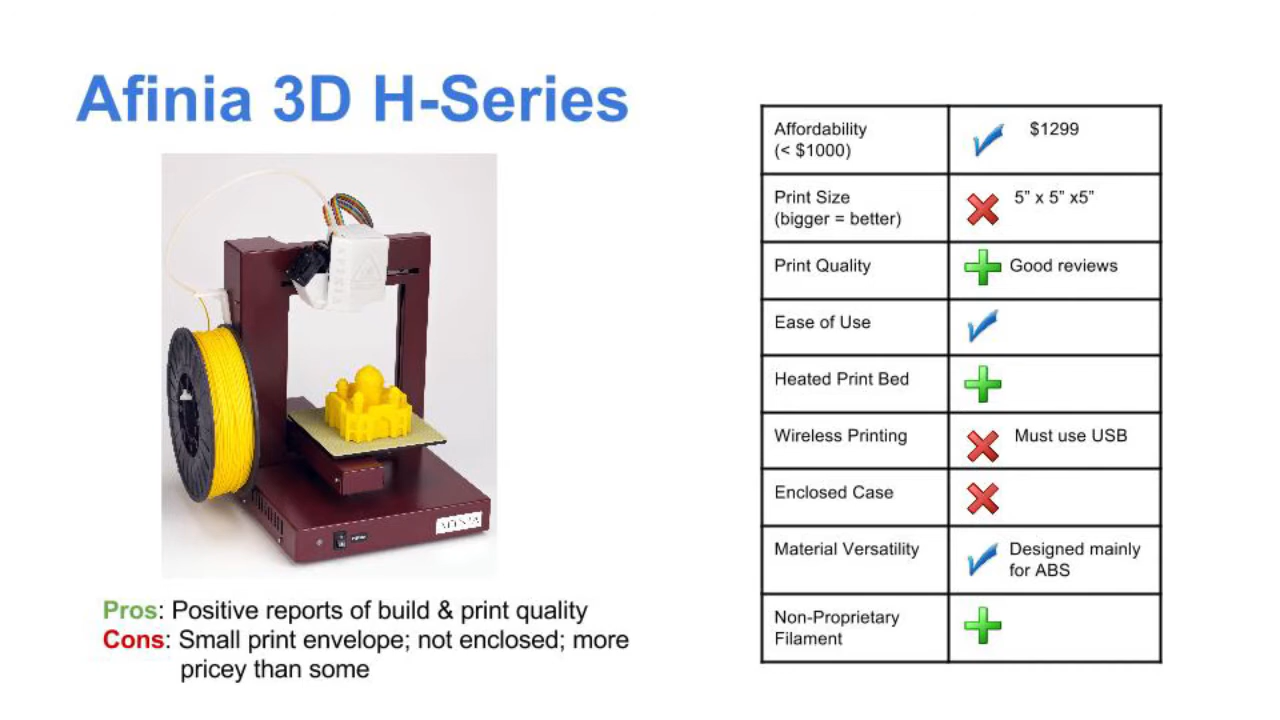 Afinia 3D H-Series
Affordability
(< $1000)
$1299
Print Size
(bigger = better)
5” x 5” x5”
Print Quality
Good reviews
Ease of Use
Heated Print Bed
Wireless Printing
Must use USB
Enclosed Case
Material Versatility
Designed mainly
for ABS
Non-Proprietary
Filament
AFINIA
Pros: Positive reports of build & print quality
Cons: Small print envelope; not enclosed; more
pricey than some